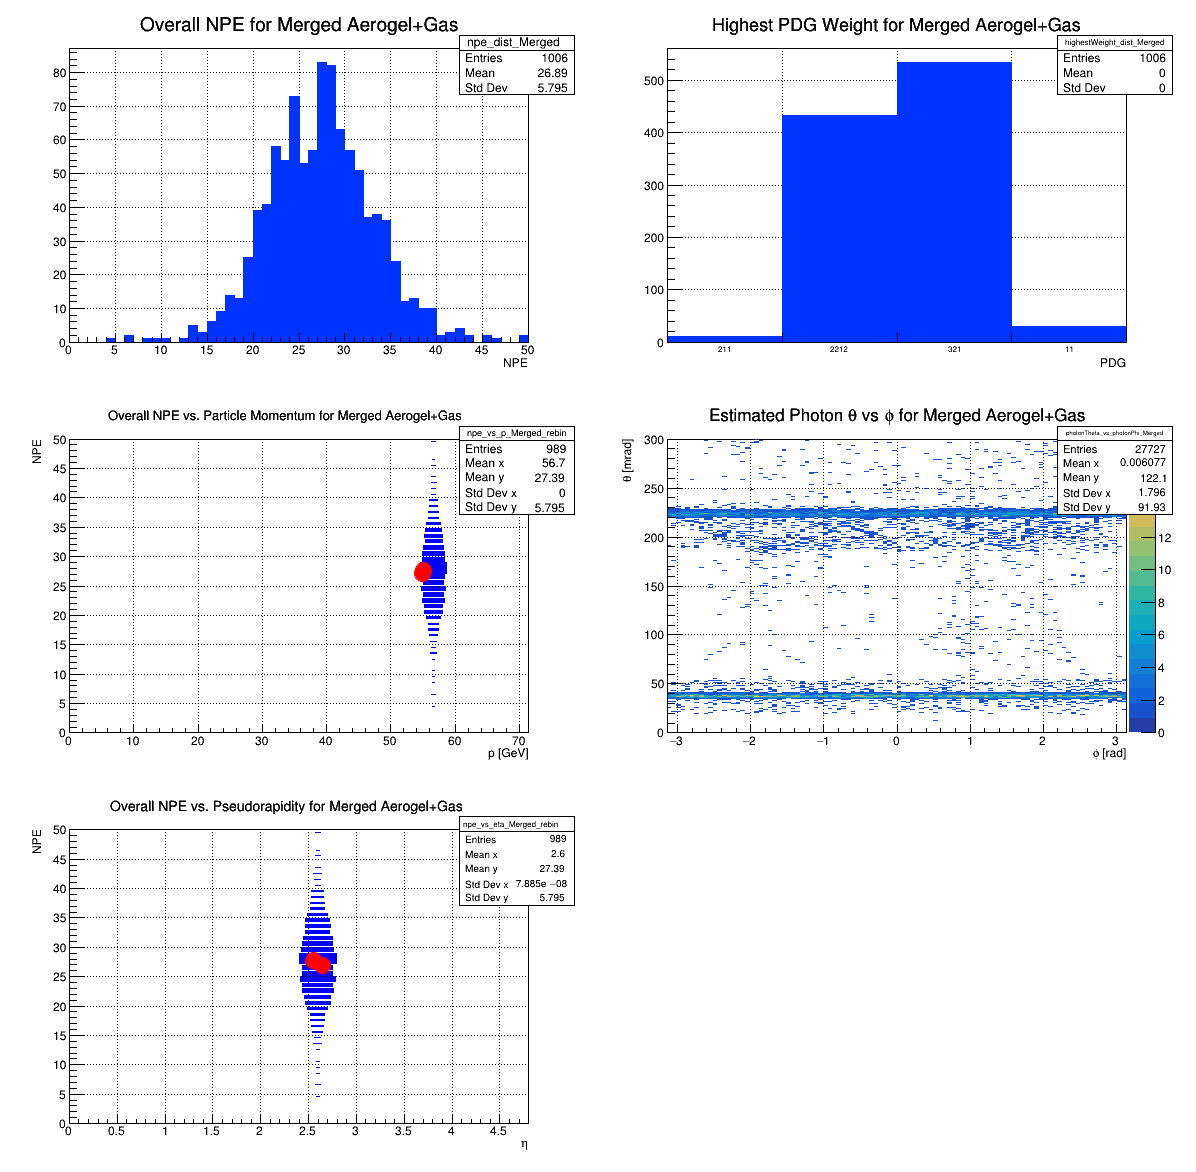 Overall NPE for Merged Aerogel+Gas
npe_dist_Merged
Entries 1006
Mean 26.89
Std Dev 5.795
80
70
60
50
40
30
20
10
0
0 5 10 15 20 25 30 35 40 45 50
NPE
Highest PDG Weight for Merged Aerogel+Gas
highestWeight_dist_Merged
Entries 1006
Mean 0
Std Dev 0
500
400
300
200
100
0
211 2212 321 11
PDG
Overall NPE vs. Particle Momentum for Merged Aerogel+Gas
npe_vs_p_Merged_rebin
Entries 989
Mean x 56.7
Mean y 27.39
Std Dev x 0
Std Dev y 5.795
NPE
50
45
40
35
30
25
20
15
10
5
0
0 10 20 30 40 50 60 70
p [GeV]
Estimated Photon θ vs ϕ for Merged Aerogel+Gas
photonTheta_vs_photonPhi_Merged
Entries 27727
Mean x 0.006077
Mean y 122.1
Std Dev x 1.796
Std Dev y 91.93
θ [mrad]
300
250
200
150
100
50
0
−3 −2 −1 0 1 2 3
ϕ [rad]
12
10
8
6
4
2
0
Overall NPE vs. Pseudorapidity for Merged Aerogel+Gas
npe_vs_eta_Merged_rebin
Entries 989
Mean x 2.6
Mean y 27.39
Std Dev x 7.885e −08
Std Dev y 5.795
NPE
50
45
40
35
30
25
20
15
10
5
0
0 0.5 1 1.5 2 2.5 3 3.5 4 4.5
η